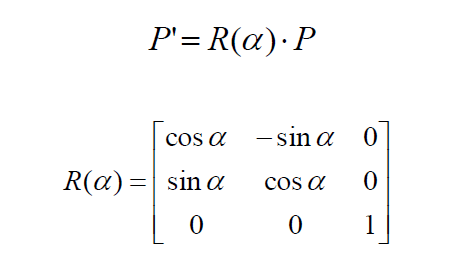 P'= R(α)· P
cos α −sin α 0
R(α) = sin α cos α 0
0 0 1